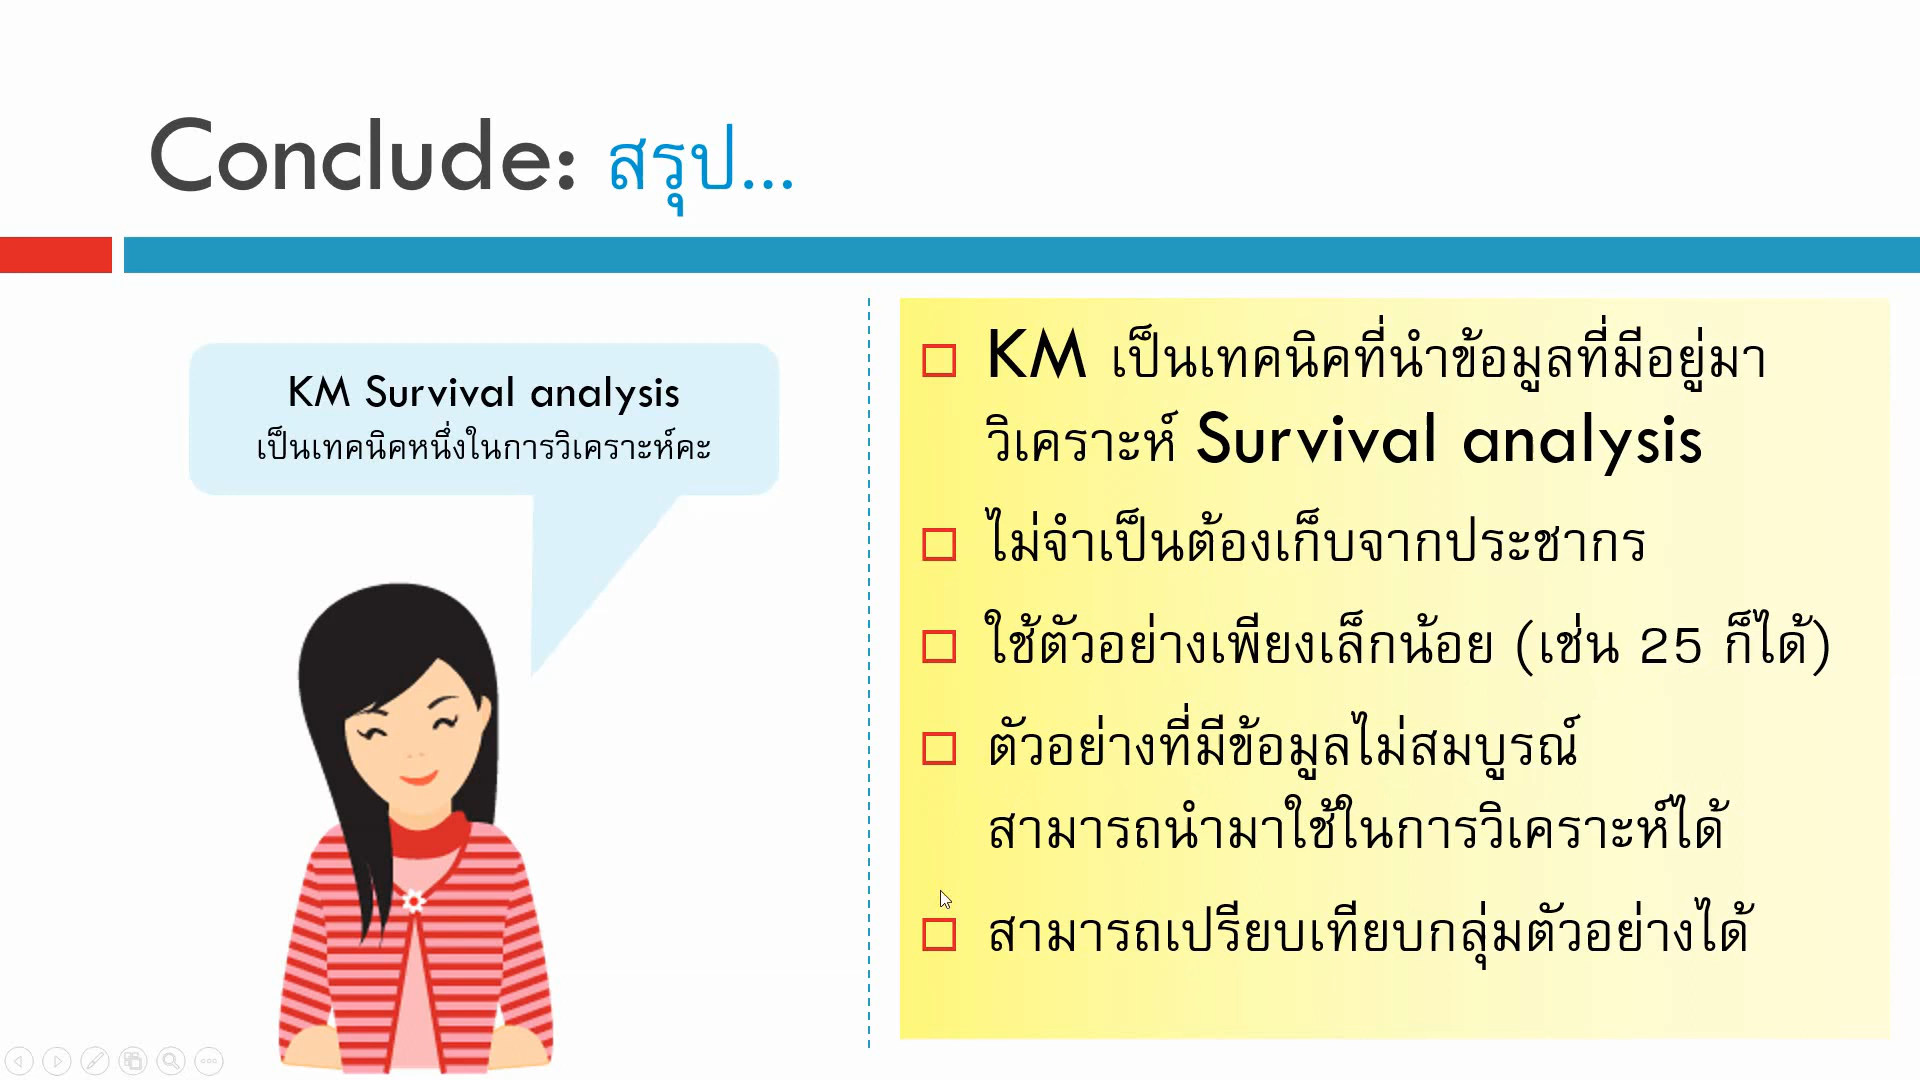 Conclude: สรุป...
KM Survival analysis
เป็นเทคนิคหนึ่งในการวิเคราะห์คะ
KM เป็นเทคนิคที่นำข้อมูลที่มีอยู่มา
วิเคราะห์ Survival analysis
ไม่จำเป็นต้องเก็บจากประชากร
ใช้ตัวอย่างเพียงเล็กน้อย (เช่น 25 ก็ได้)
ตัวอย่างที่มีข้อมูลไม่สมบูรณ์
สามารถนำมาใช้ในการวิเคราะห์ได้
สามารถเปรียบเทียบกลุ่มตัวอย่างได้